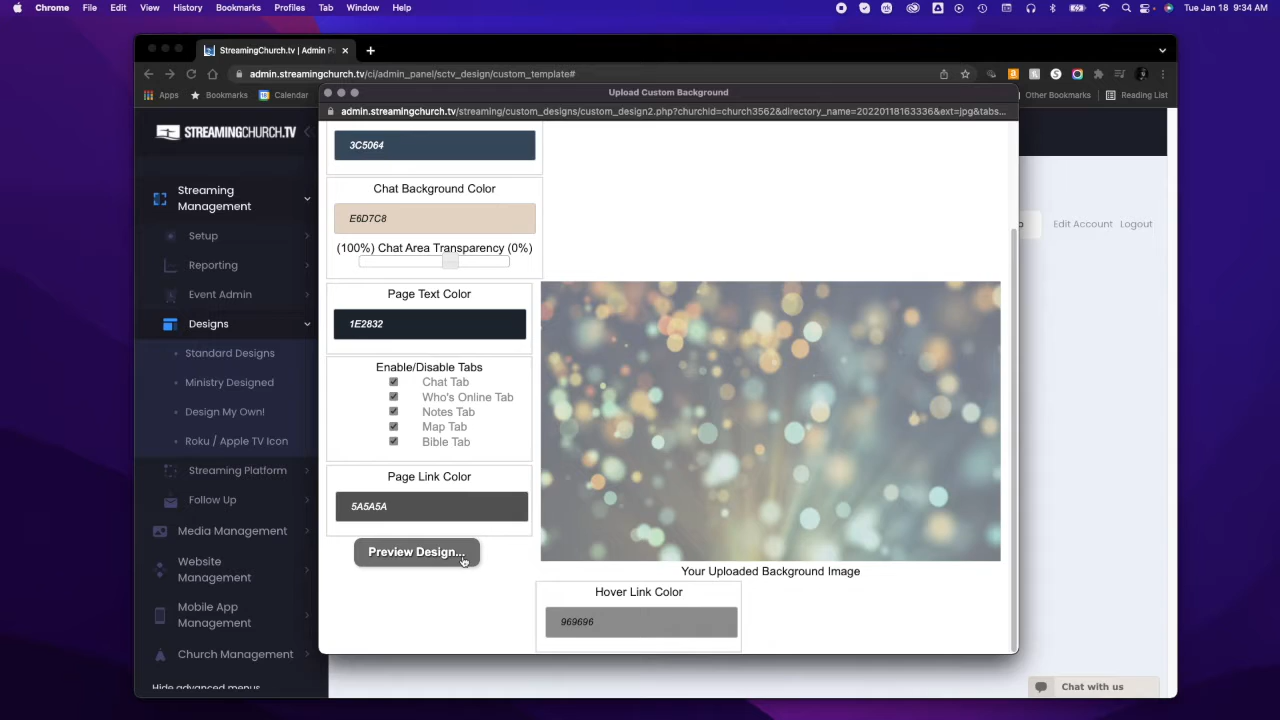 Chrome File Edit View History Bookmarks Profiles Tab Window Help Tue Jan 18 9:34 AM
StreamingChurch.tv | Admin P
admin.streamingchurch.tv/ci/admin_panel/sctv_design/custom_template#
Apps Bookmarks Calendar Other Bookmarks Reading List
Upload Custom Background
admin.streamingchurch.tv/streaming/custom_designs/custom_design2.php?churchid=church3562&directory_name=20220118163336&ext=jpg&tabs...
STREAMINGCHURCH.TV
Streaming
Management
Setup
Reporting
Event Admin
Designs
Standard Designs
Ministry Designed
Design My Own!
Roku / Apple TV Icon
Streaming Platform
Follow Up
Media Management
Website
Management
Mobile App
Management
Church Management
Hide advanced menus
3C5064
Chat Background Color
E6D7C8
(100%) Chat Area Transparency (0%)
Page Text Color
1E2832
Enable/Disable Tabs
Chat Tab
Who's Online Tab
Notes Tab
Map Tab
Bible Tab
Page Link Color
5A5A5A
Preview Design...
Your Uploaded Background Image
Hover Link Color
969696
Edit Account Logout
Chat with us